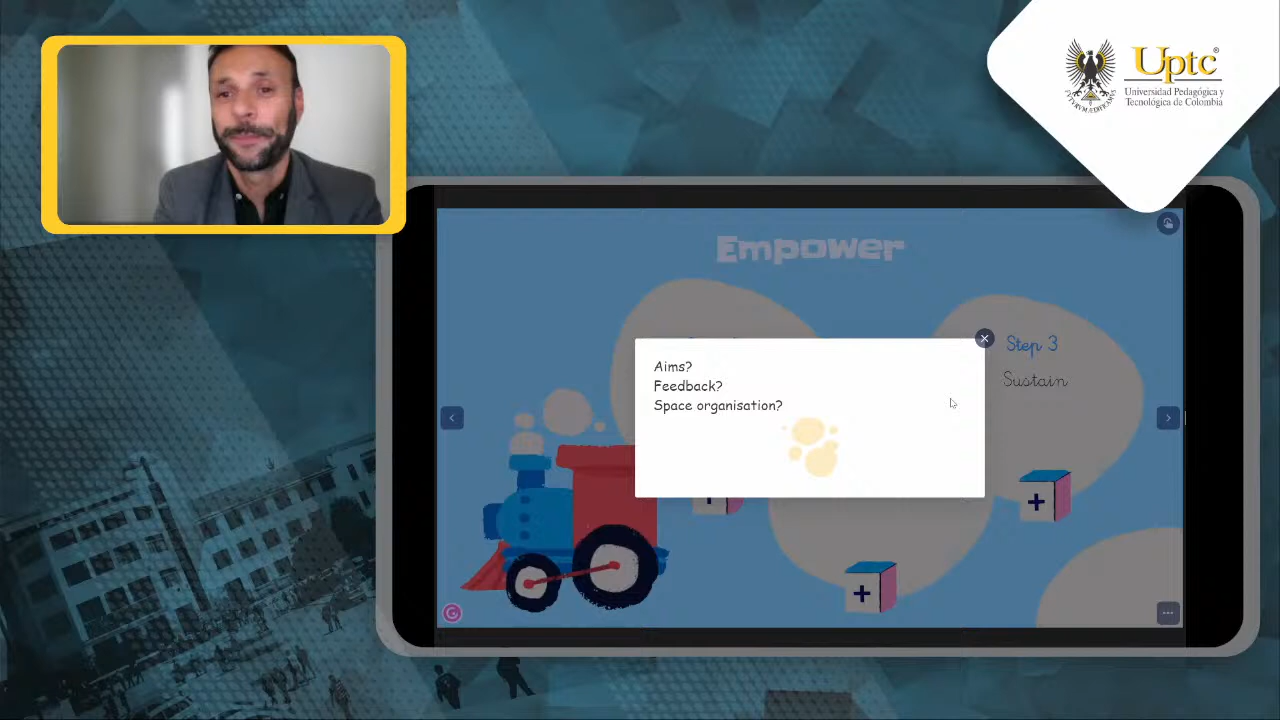 Uptc®
Universidad Pedagógica y
Tecnológica de Colombia
Empower
Step 3
Sustain
Aims?
Feedback?
Space organisation?